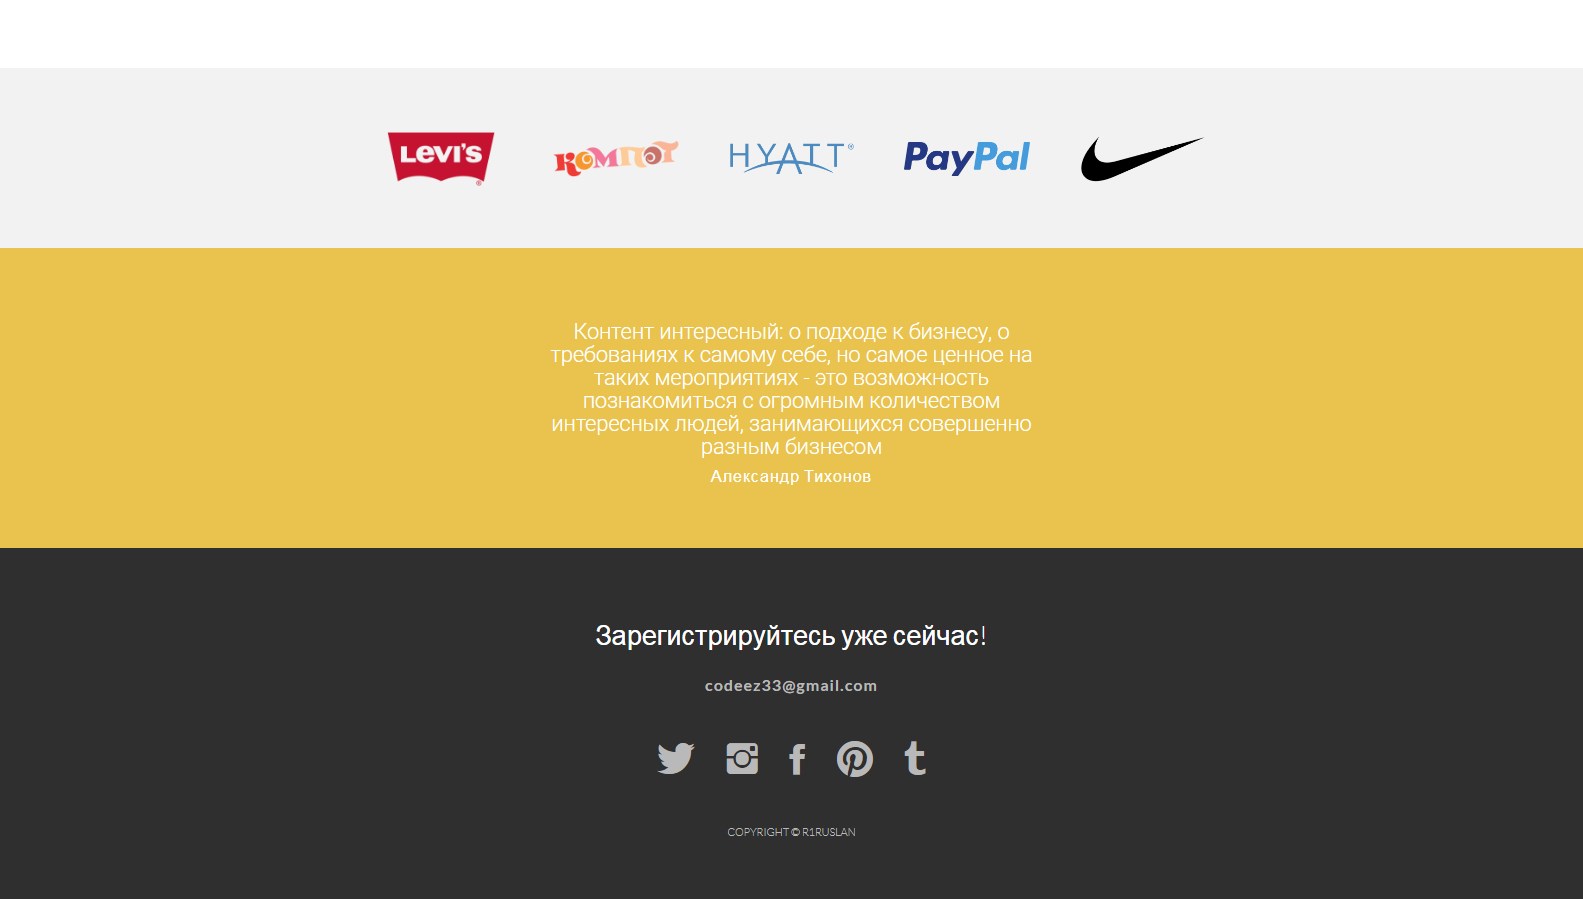 Levi's ®
КОМПОТ
HYATT ®
PayPal
Контент интересный: о подходе к бизнесу, о
требованиях к самому себе, но самое ценное на
таких мероприятиях - это возможность
познакомиться с огромным количеством
интересных людей, занимающихся совершенно
разным бизнесом
Александр Тихонов
Зарегистрируйтесь уже сейчас!
codeez33@gmail.com
COPYRIGHT © R1RUSLAN